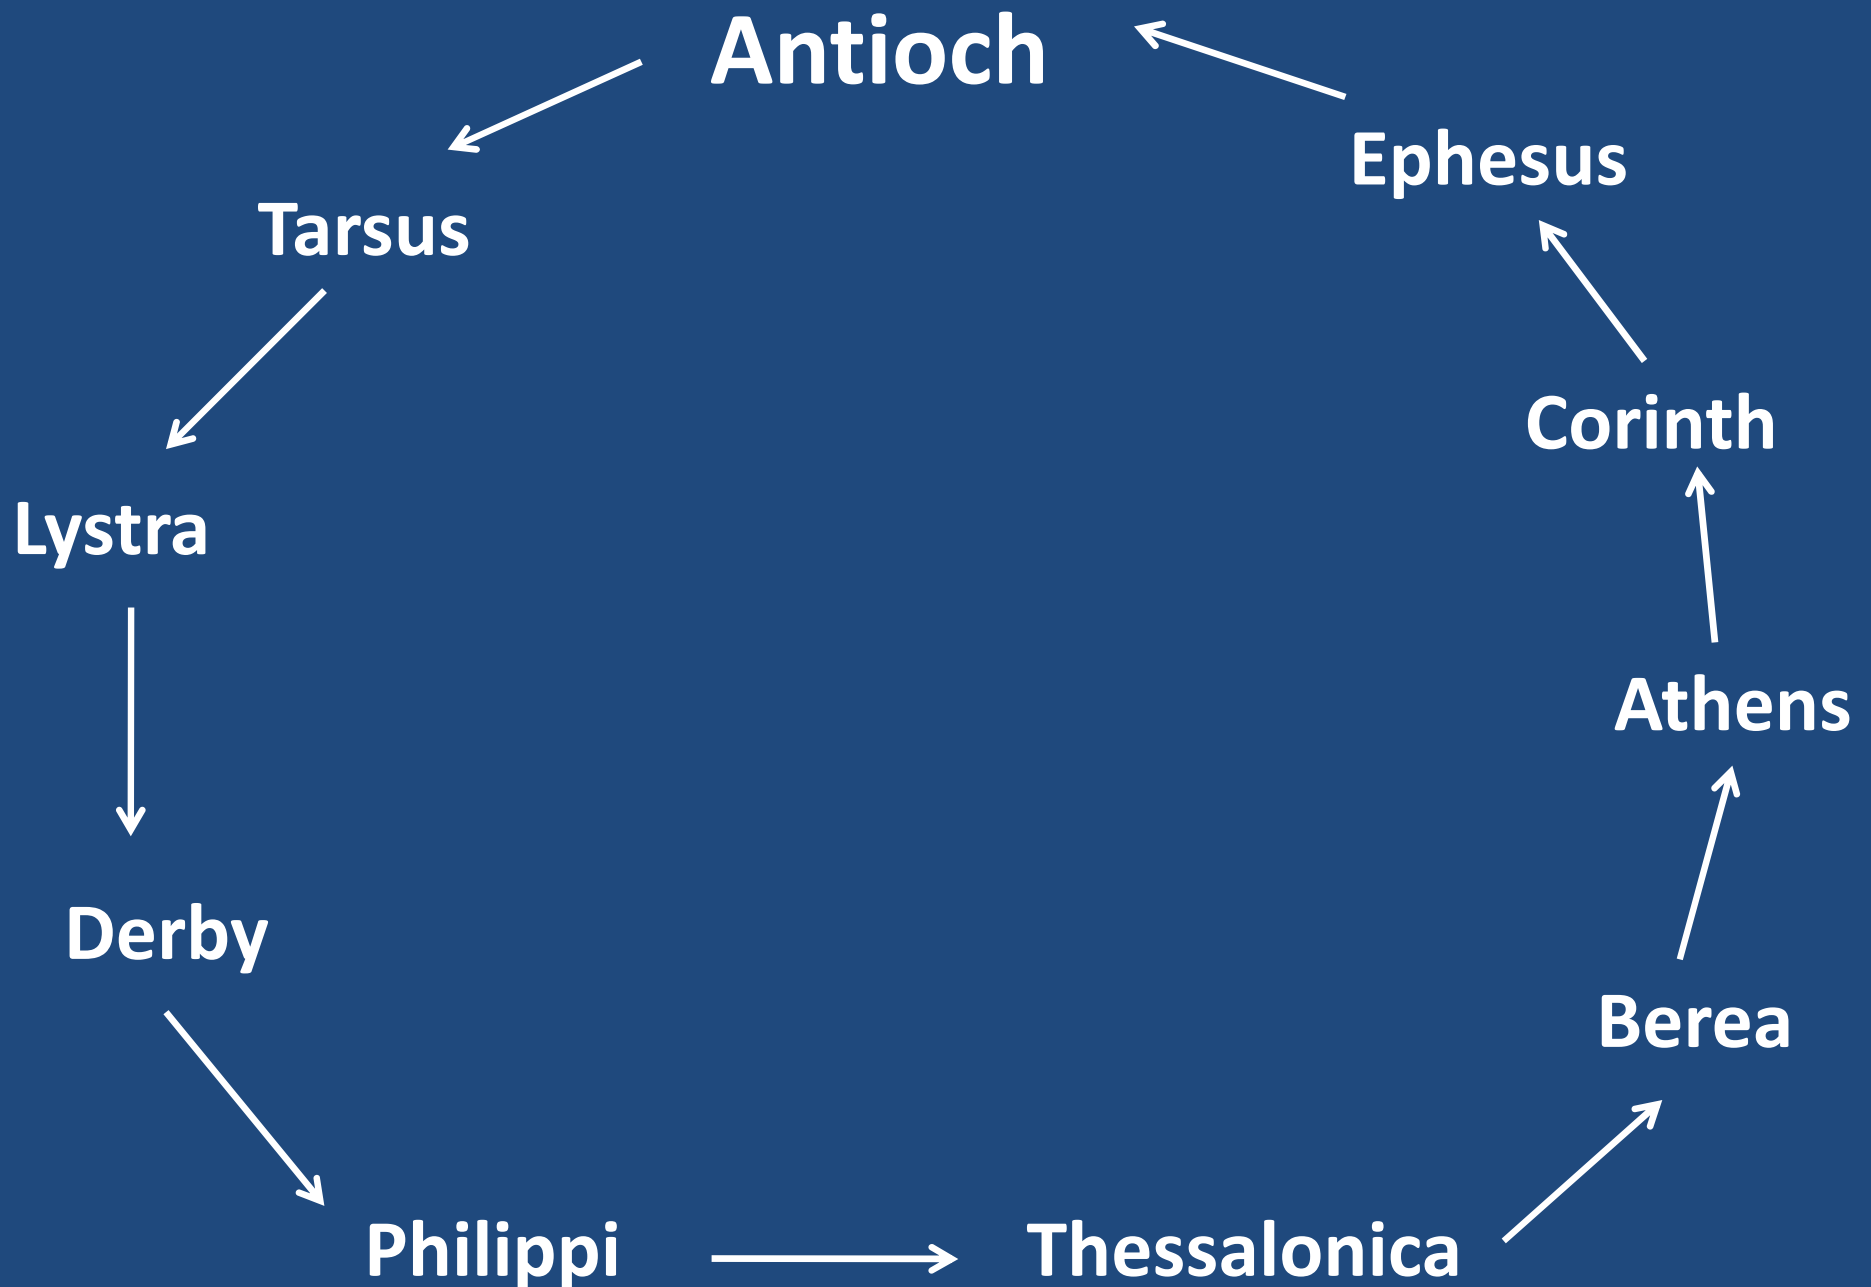 Antioch
Tarsus
Lystra
Derby
Philippi
Thessalonica
Berea
Athens
Corinth
Ephesus